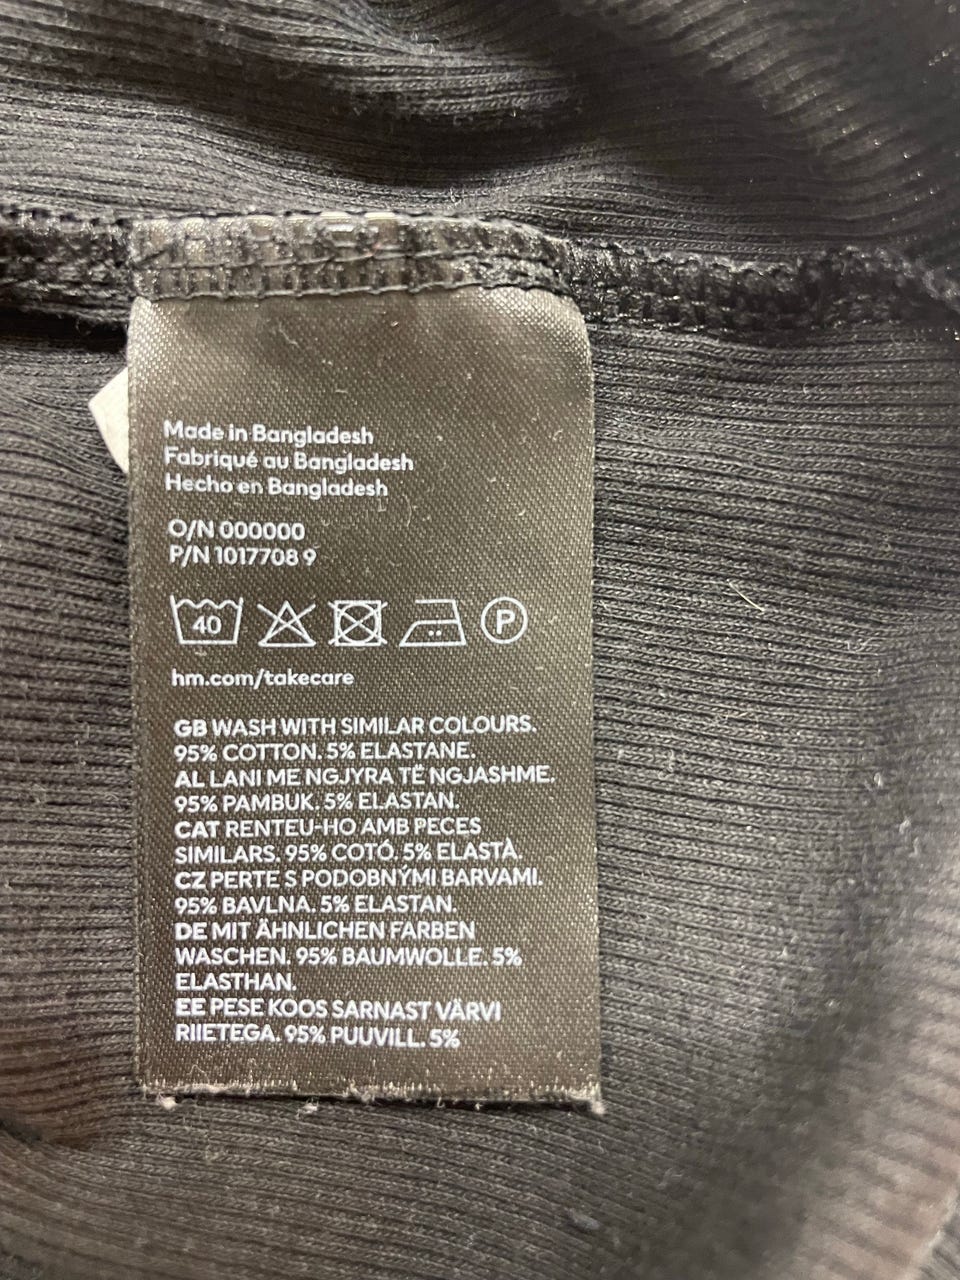 Made in Bangladesh
Fabriqué au Bangladesh
Hecho en Bangladesh
O/N 000000
P/N 1017708 9
40 P
hm.com/takecare
GB WASH WITH SIMILAR COLOURS.
95% COTTON. 5% ELASTANE.
AL LANI ME NGJYRA TË NGJASHME.
95% PAMBUK. 5% ELASTAN.
CAT RENTEU-HO AMB PECES
SIMILARS. 95% COTÓ. 5% ELASTÀ.
CZ PERTE S PODOBNÝMI BARVAMI.
95% BAVLNA. 5% ELASTAN.
DE MIT ÄHNLICHEN FARBEN
WASCHEN. 95% BAUMWOLLE. 5%
ELASTHAN.
EE PESE KOOS SARNAST VÄRVI
RIIETEGA. 95% PUUVILL. 5%